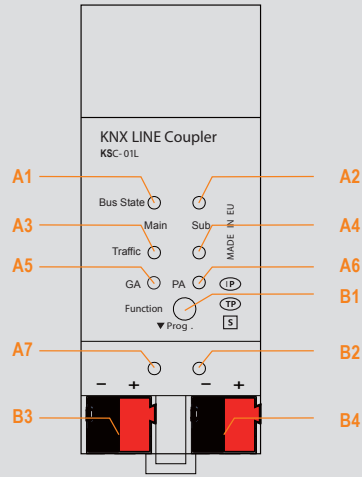 KNX LINE Coupler
KSC-01L
A1 A2
Bus State
Main Sub
A3 A4
Traffic
MADE IN EU
A5 A6
GA PA IP
B1
Function TP
▼Prog. S
A7 B2
− + − +
B3 B4